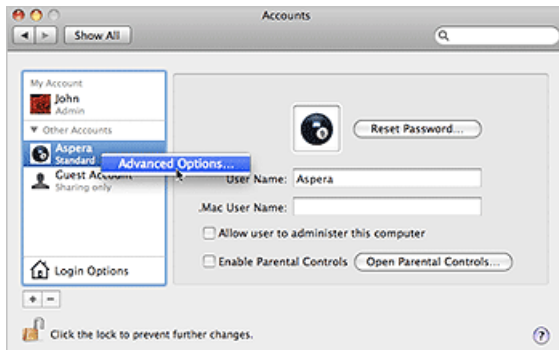 Accounts
Show All
My Account
John
Admin
Other Accounts
Aspera
Standard
Advanced Options...
Guest Account
Sharing only
Login Options
Reset Password...
User Name: Aspera
.Mac User Name:
Allow user to administer this computer
Enable Parental Controls
Open Parental Controls...
+ −
Click the lock to prevent further changes.
?